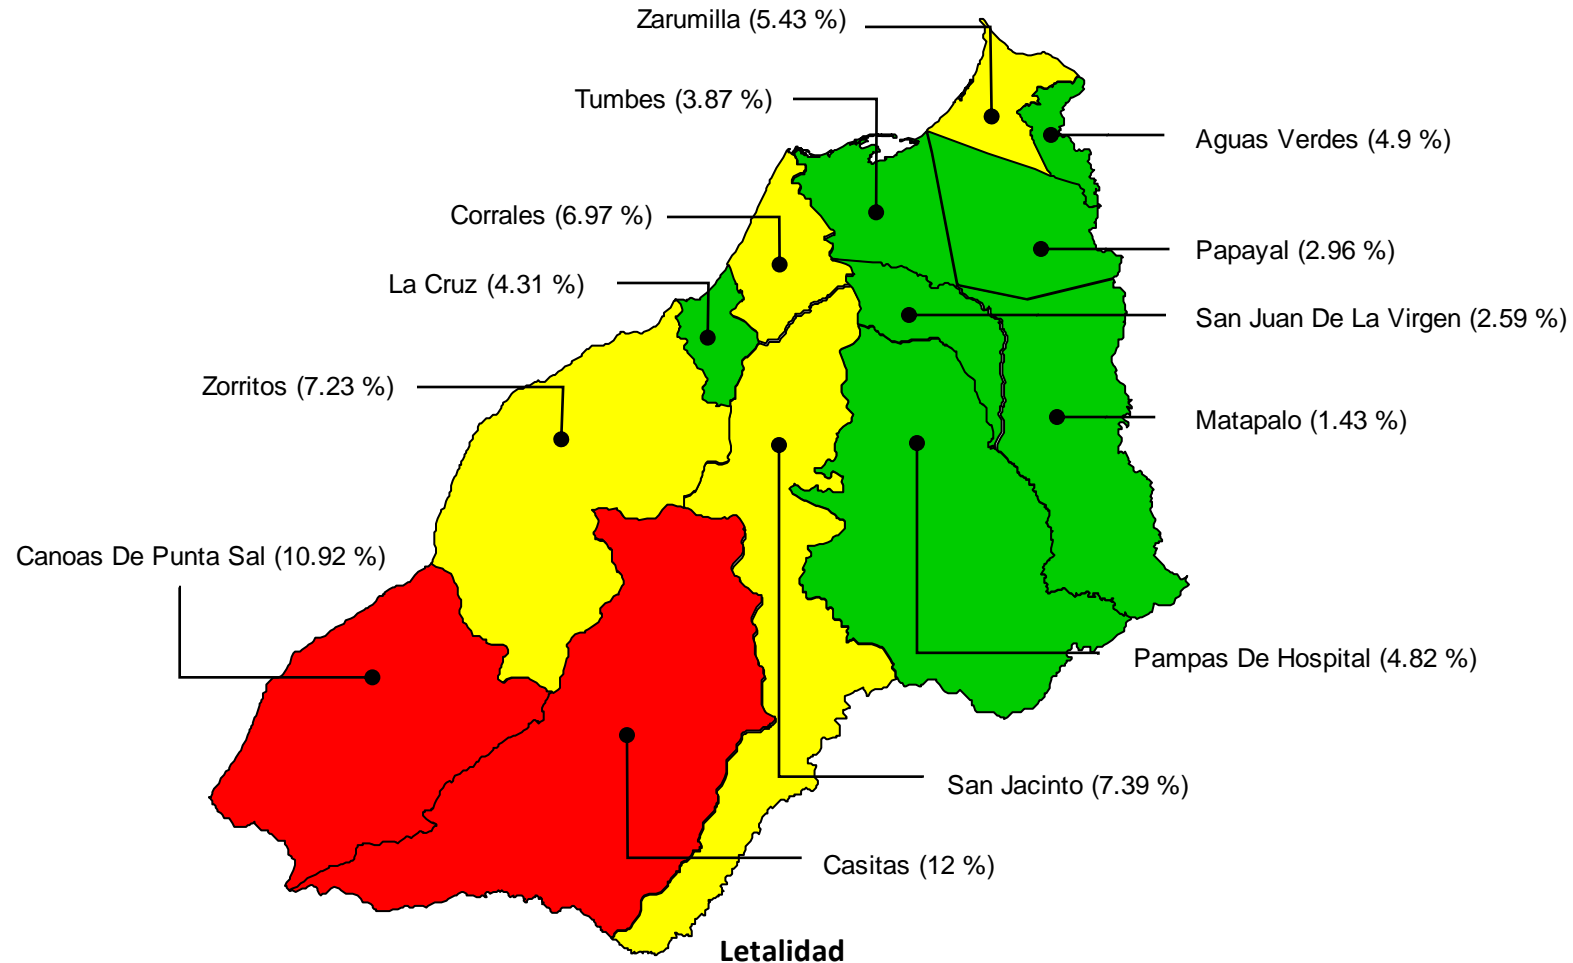 Zarumilla (5.43 %)
Tumbes (3.87 %)
Aguas Verdes (4.9 %)
Corrales (6.97 %)
Papayal (2.96 %)
La Cruz (4.31 %)
San Juan De La Virgen (2.59 %)
Zorritos (7.23 %)
Matapalo (1.43 %)
Canoas De Punta Sal (10.92 %)
Pampas De Hospital (4.82 %)
San Jacinto (7.39 %)
Casitas (12 %)
Letalidad